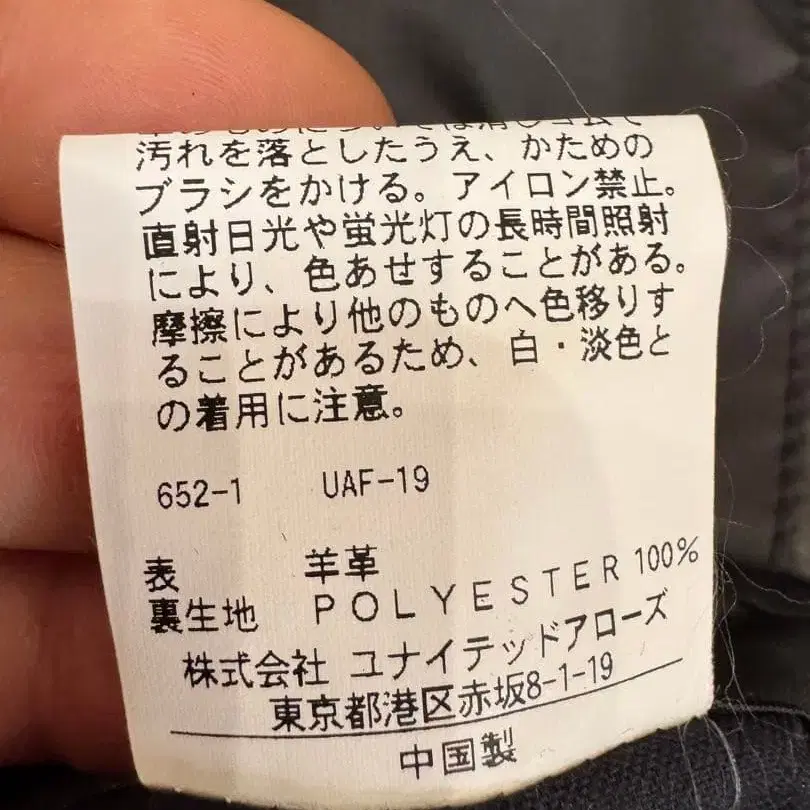 汚れを落としたうえ、かための
ブラシをかける。アイロン禁止。
直射日光や蛍光灯の長時間照射
により、色あせすることがある。
摩擦により他のものへ色移りす
ることがあるため、白・淡色と
の着用に注意。
652-1 UAF-19
表 羊革
裏生地 POLYESTER 100%
株式会社 ユナイテッドアローズ
東京都港区赤坂8-1-19
中国製